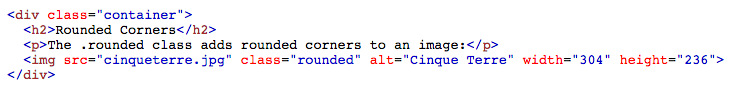 <div class="container">
  <h2>Rounded Corners</h2>
  <p>The .rounded class adds rounded corners to an image:</p>
  <img src="cinqueterre.jpg" class="rounded" alt="Cinque Terre" width="304" height="236">
</div>